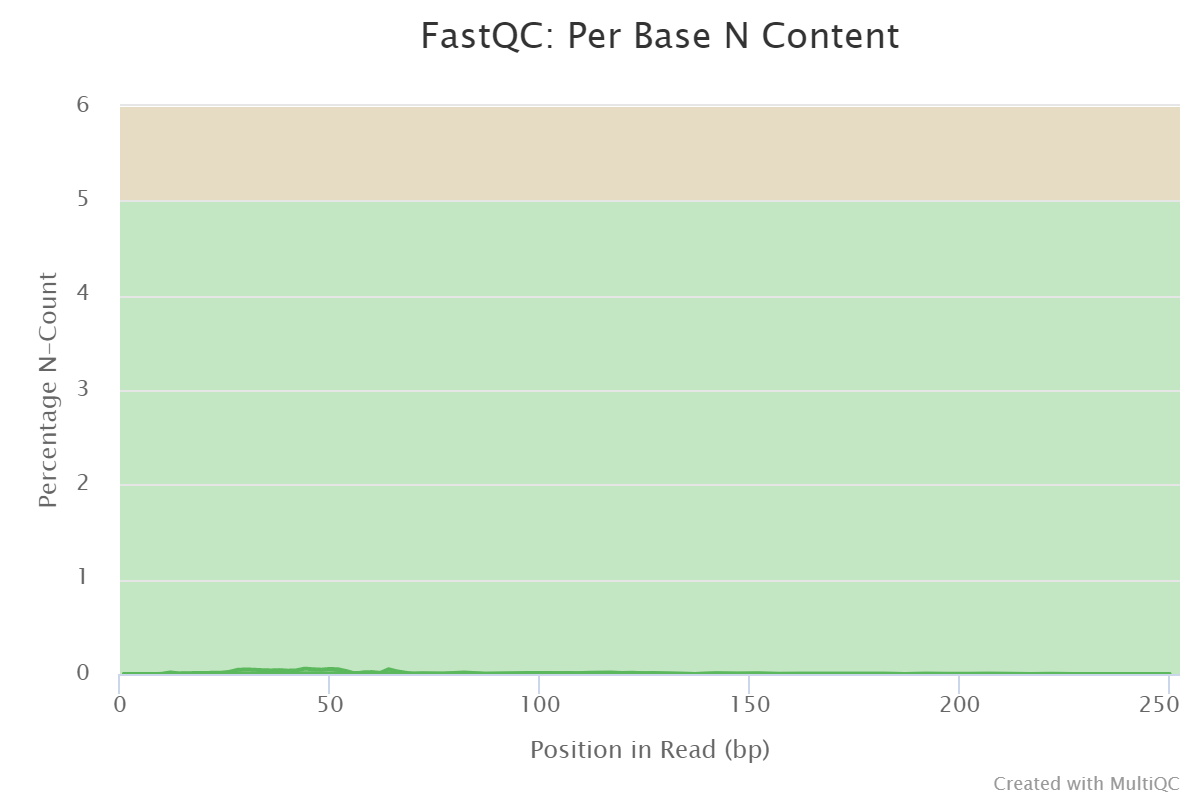 FastQC: Per Base N Content
6
5
4
3
2
1
0
Percentage N-Count
0 50 100 150 200 250
Position in Read (bp)
Created with MultiQC